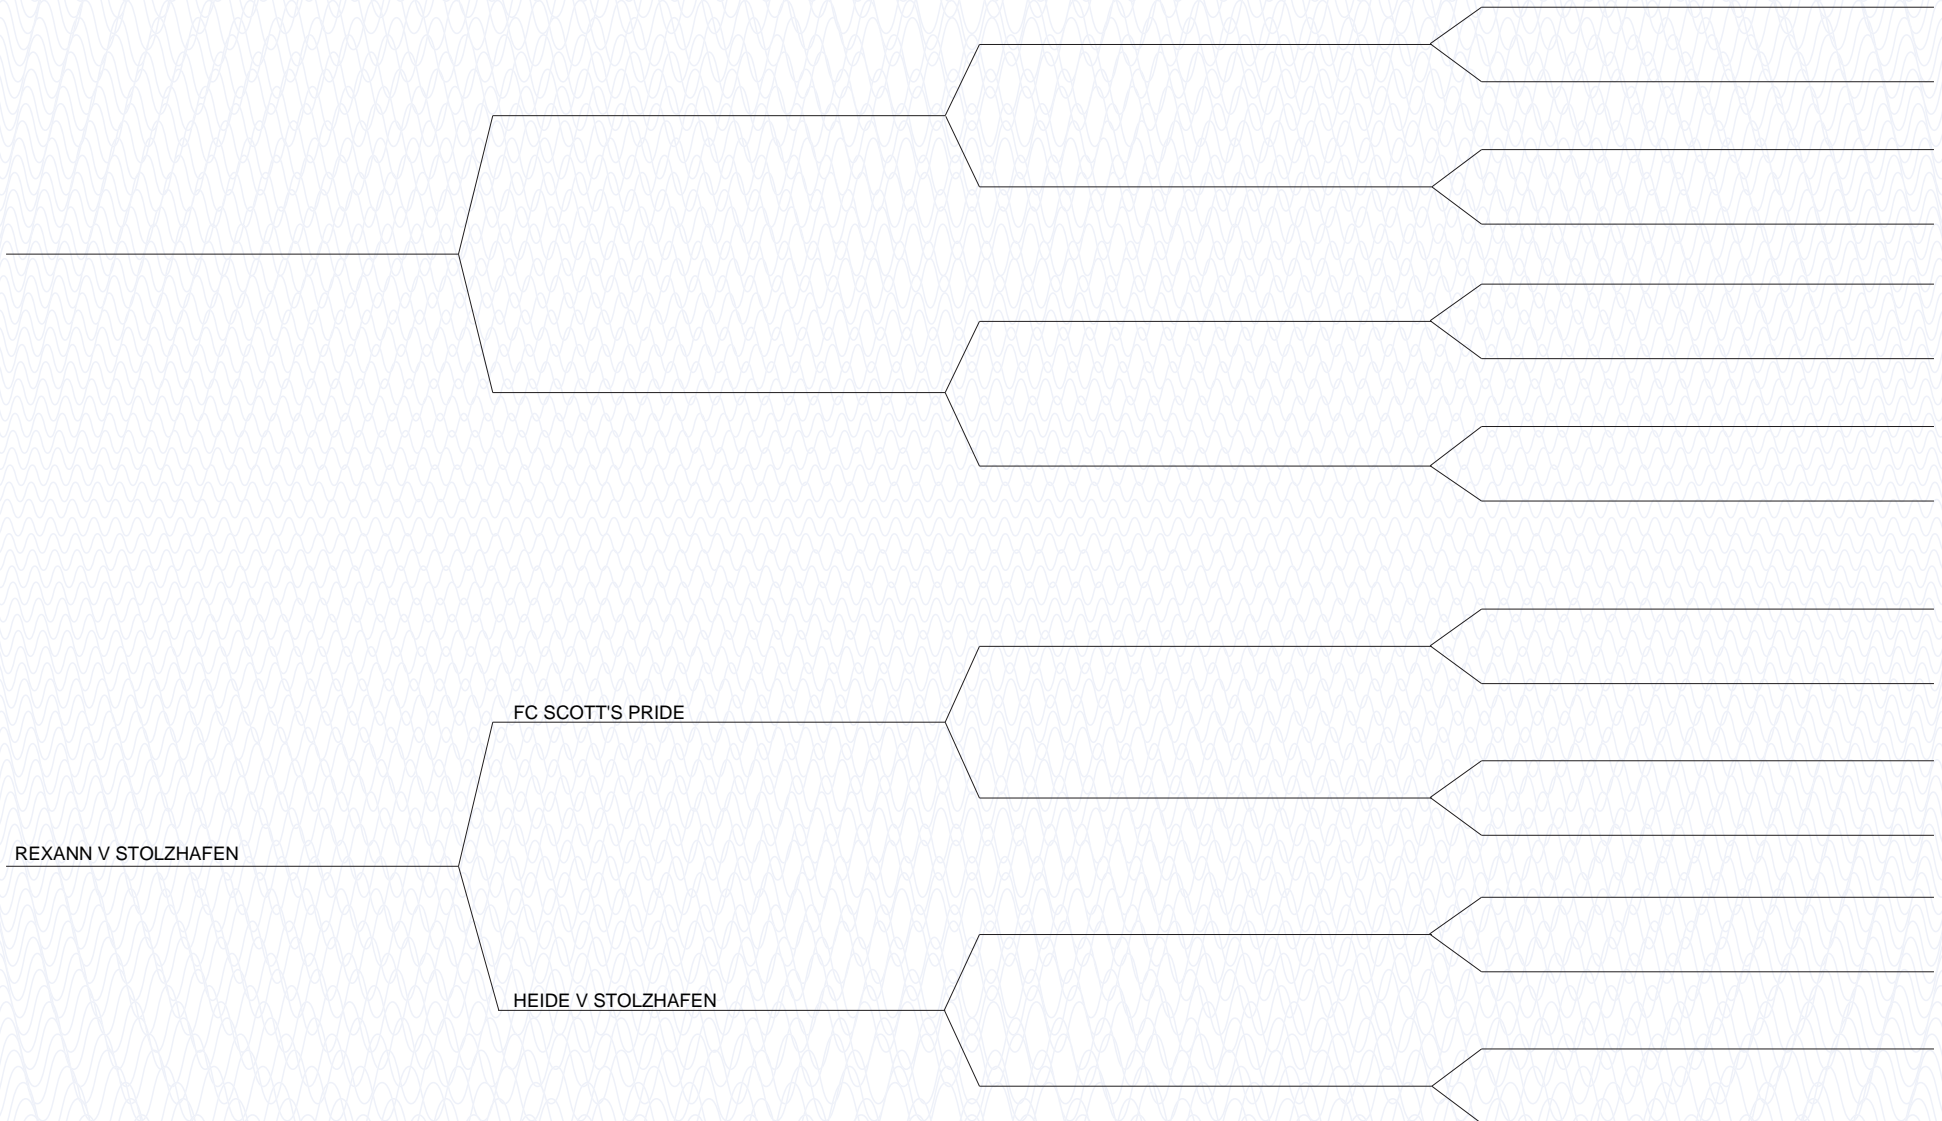 FC SCOTT'S PRIDE
REXANN V STOLZHAFEN
HEIDE V STOLZHAFEN